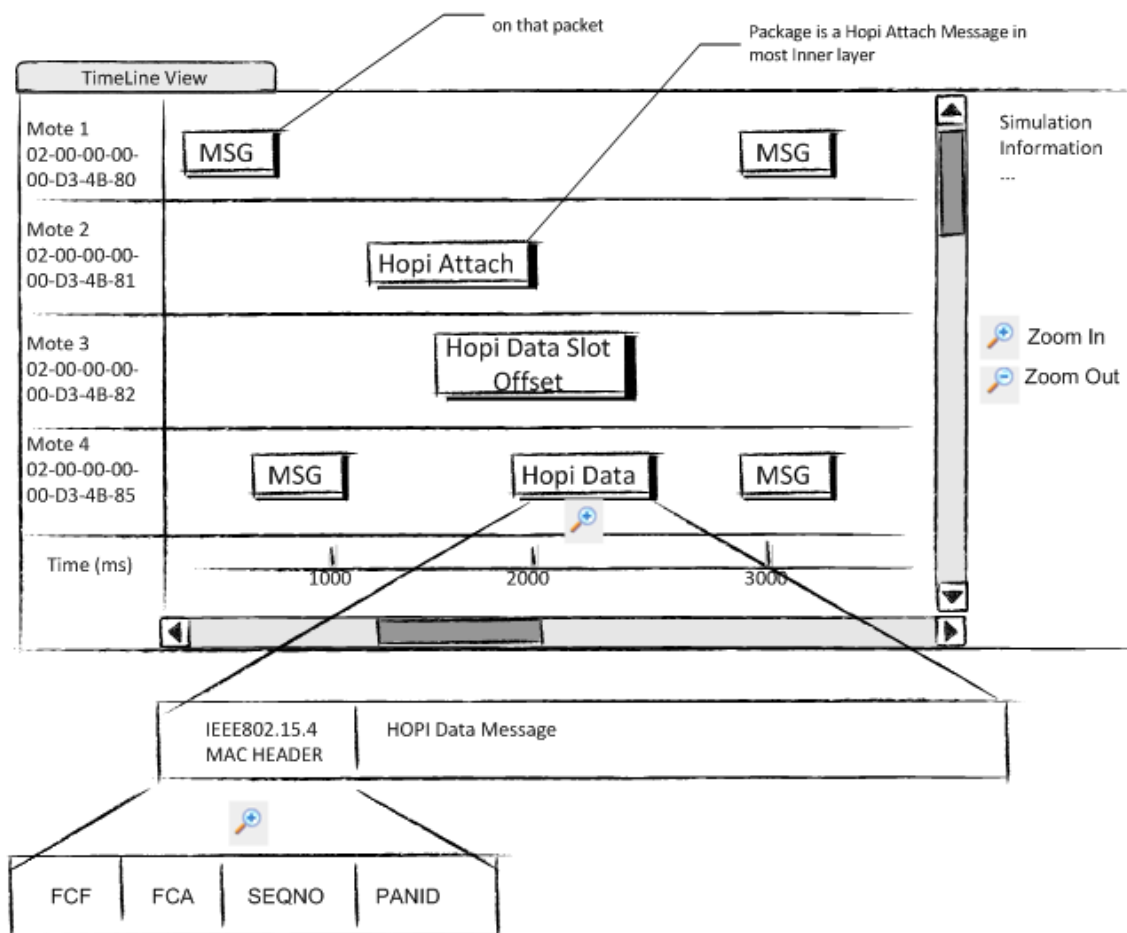 on that packet
Package is a Hopi Attach Message in
most Inner layer
TimeLine View
Mote 1
02-00-00-00-
00-D3-4B-80
MSG
MSG
Simulation
Information
...
Mote 2
02-00-00-00-
00-D3-4B-81
Hopi Attach
Mote 3
02-00-00-00-
00-D3-4B-82
Hopi Data Slot
Offset
Zoom In
Zoom Out
Mote 4
02-00-00-00-
00-D3-4B-85
MSG
Hopi Data
MSG
Time (ms)
1000
2000
3000
IEEE802.15.4
MAC HEADER
HOPI Data Message
FCF
FCA
SEQNO
PANID